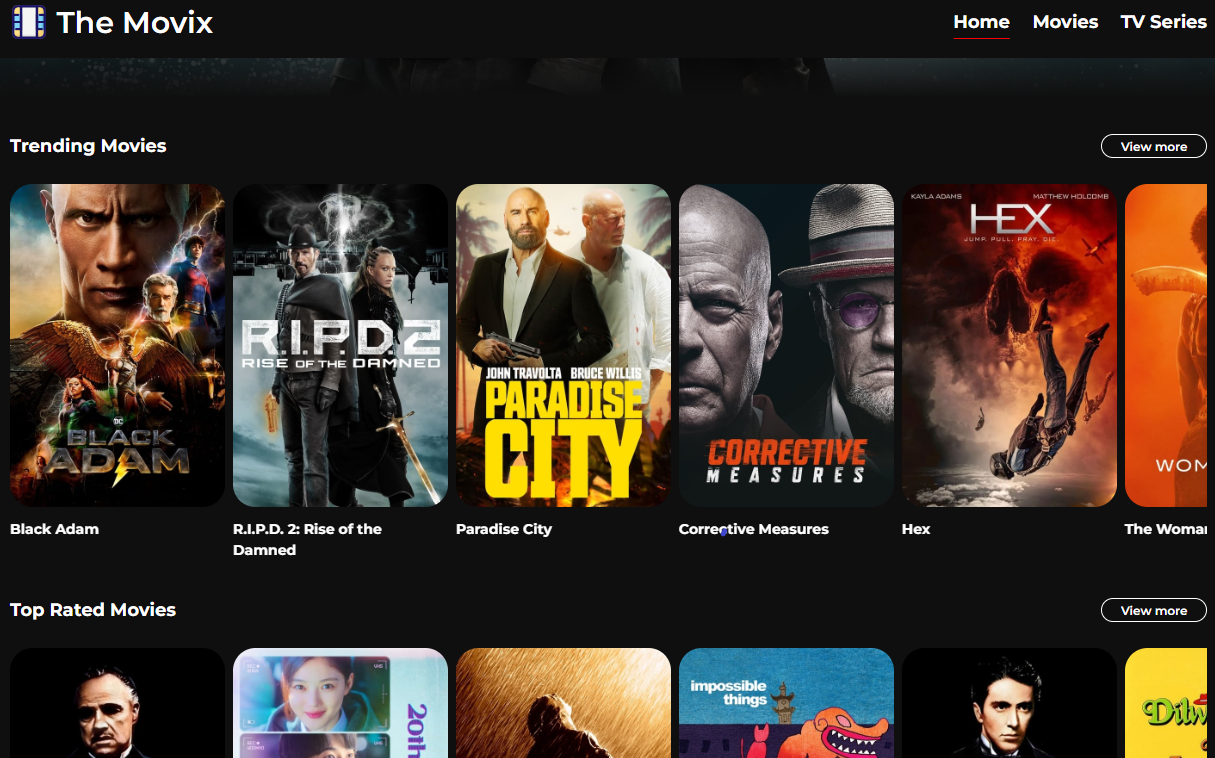 The Movix
Home Movies TV Series
Trending Movies
View more
BLACK
ADAM
DC
R.I.P.D.2
RISE OF THE DAMNED
JOHN TRAVOLTA BRUCE WILLIS
PARADISE
CITY
CORRECTIVE
MEASURES
KAYLA ADAMS MATTHEW HOLCOMB
HEX
JUMP. PULL. PRAY. DIE.
WOM
Black Adam
R.I.P.D. 2: Rise of the
Damned
Paradise City
Corrective Measures
Hex
The Woman
Top Rated Movies
View more
20th
impossible
things
Dilw